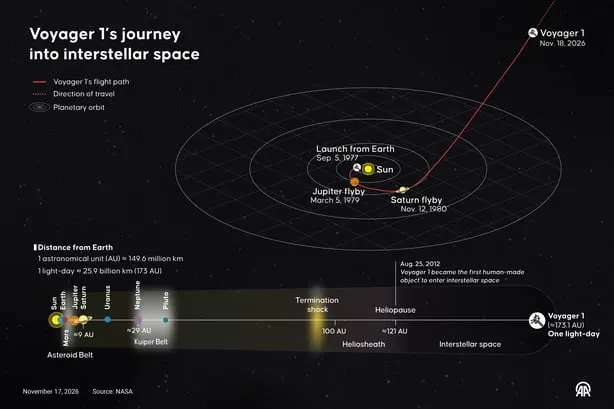 Voyager 1's journey
into interstellar space
Voyager 1's flight path
Direction of travel
Planetary orbit
Voyager 1
Nov. 18, 2026
Launch from Earth
Sep. 5, 1977
Sun
Jupiter flyby
March 5, 1979
Saturn flyby
Nov. 12, 1980
Distance from Earth
1 astronomical unit (AU) ≈ 149.6 million km
1 light-day ≈ 25.9 billion km (173 AU)
Aug. 25, 2012
Voyager 1 became the first human-made
object to enter interstellar space
Sun
Earth
Mars
Jupiter
Saturn
Uranus
Neptune
Pluto
Termination
shock
Heliopause
Voyager 1
(≈173.1 AU)
One light-day
≈9 AU
≈29 AU
100 AU
≈121 AU
Kuiper Belt
Heliosheath
Interstellar space
Asteroid Belt
November 17, 2026
Source: NASA
AA